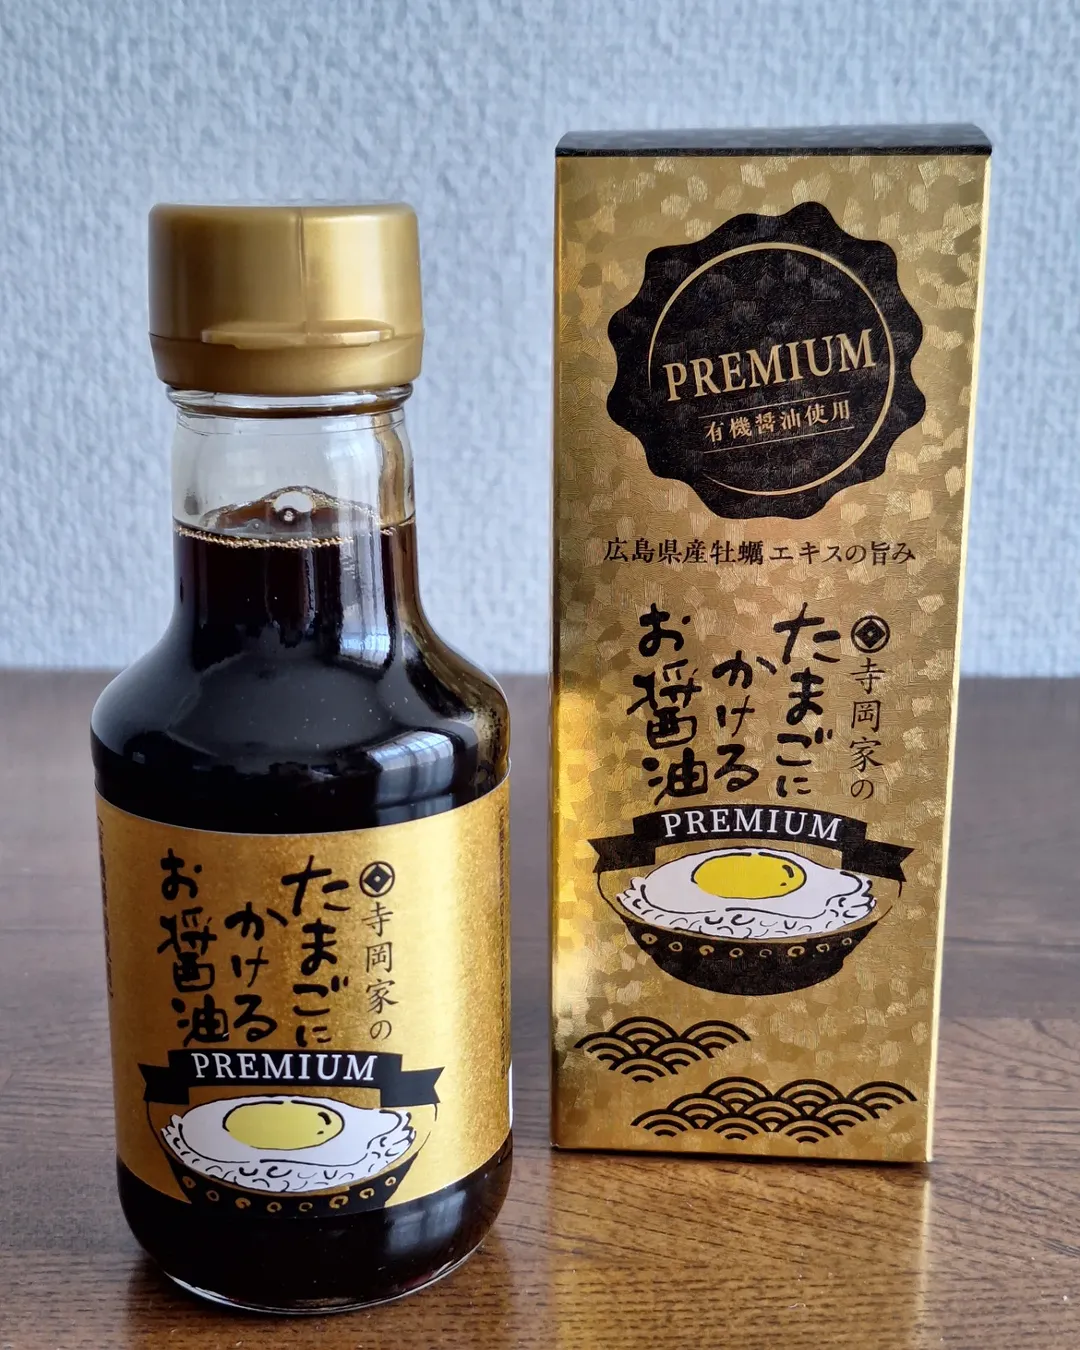 寺岡家の
たまごに
かける
お醤油
PREMIUM
PREMIUM
有機醤油使用
広島県産牡蠣エキスの旨み
寺岡家の
たまごに
かける
お醤油
PREMIUM